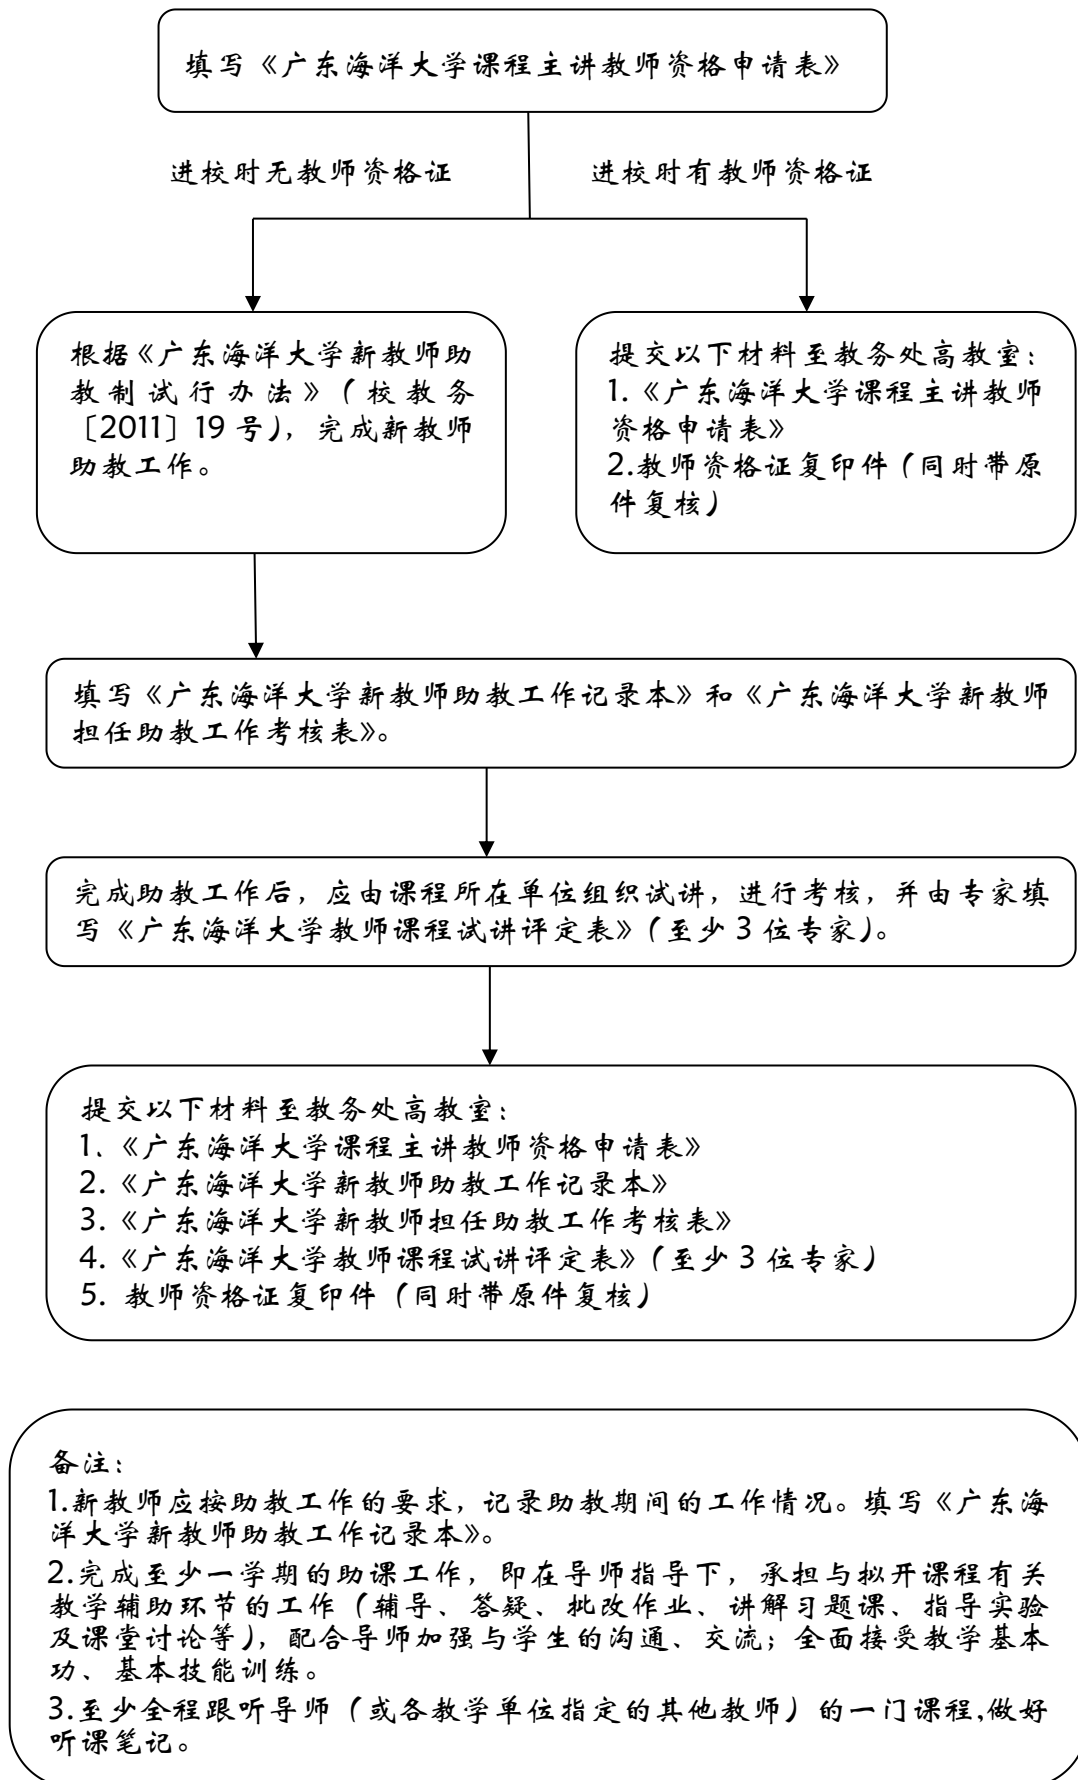 填写《广东海洋大学课程主讲教师资格申请表》
进校时无教师资格证
进校时有教师资格证
根据《广东海洋大学新教师助
教制试行办法》（校教务
〔2011〕19 号），完成新教师
助教工作。
提交以下材料至教务处高教室：
1.《广东海洋大学课程主讲教师
资格申请表》
2.教师资格证复印件（同时带原
件复核）
填写《广东海洋大学新教师助教工作记录本》和《广东海洋大学新教师
担任助教工作考核表》。
完成助教工作后，应由课程所在单位组织试讲，进行考核，并由专家填
写《广东海洋大学教师课程试讲评定表》（至少 3 位专家）。
提交以下材料至教务处高教室：
1、《广东海洋大学课程主讲教师资格申请表》
2.《广东海洋大学新教师助教工作记录本》
3.《广东海洋大学新教师担任助教工作考核表》
4.《广东海洋大学教师课程试讲评定表》（至少 3 位专家）
5. 教师资格证复印件（同时带原件复核）
备注：
1.新教师应按助教工作的要求，记录助教期间的工作情况。填写《广东海
洋大学新教师助教工作记录本》。
2.完成至少一学期的助课工作，即在导师指导下，承担与拟开课程有关
教学辅助环节的工作（辅导、答疑、批改作业、讲解习题课、指导实验
及课堂讨论等），配合导师加强与学生的沟通、交流；全面接受教学基本
功、基本技能训练。
3.至少全程跟听导师（或各教学单位指定的其他教师）的一门课程,做好
听课笔记。